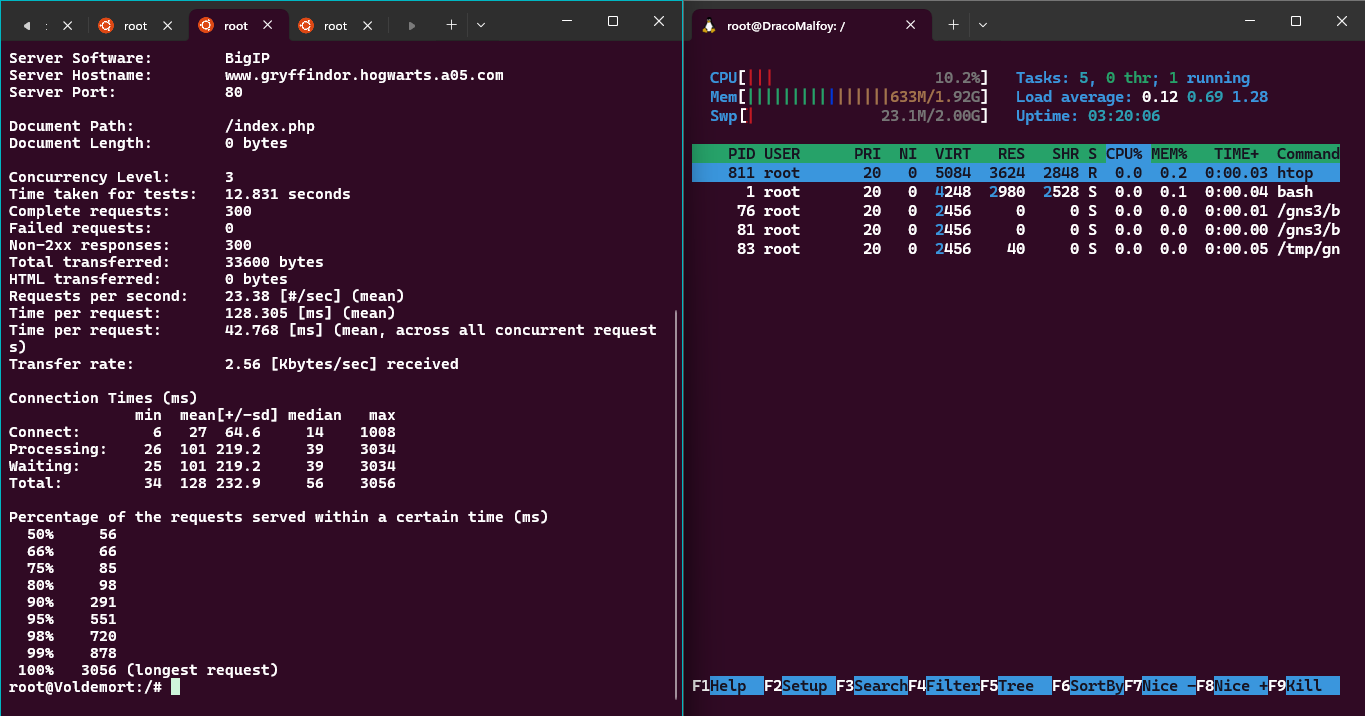 : root root root
Server Software:        BigIP
Server Hostname:        www.gryffindor.hogwarts.a05.com
Server Port:            80
Document Path:          /index.php
Document Length:        0 bytes
Concurrency Level:      3
Time taken for tests:   12.831 seconds
Complete requests:      300
Failed requests:        0
Non-2xx responses:      300
Total transferred:      33600 bytes
HTML transferred:       0 bytes
Requests per second:    23.38 [#/sec] (mean)
Time per request:       128.305 [ms] (mean)
Time per request:       42.768 [ms] (mean, across all concurrent request
s)
Transfer rate:          2.56 [Kbytes/sec] received
Connection Times (ms)
              min  mean[+/-sd] median   max
Connect:        6   27  64.6     14    1008
Processing:    26  101 219.2     39    3034
Waiting:       25  101 219.2     39    3034
Total:         34  128 232.9     56    3056
Percentage of the requests served within a certain time (ms)
  50%     56
  66%     66
  75%     85
  80%     98
  90%    291
  95%    551
  98%    720
  99%    878
 100%   3056 (longest request)
root@Voldemort:/#
root@DracoMalfoy: /
CPU[|||                  10.2%]   Tasks: 5, 0 thr; 1 running
Mem[||||||||||||||||633M/1.92G]   Load average: 0.12 0.69 1.28
Swp[|              23.1M/2.00G]   Uptime: 03:20:06
PID USER      PRI  NI  VIRT   RES   SHR S CPU% MEM%   TIME+  Command
811 root       20   0  5084  3624  2848 R  0.0  0.2  0:00.03 htop
1 root       20   0  4248  2980  2528 S  0.0  0.1  0:00.04 bash
76 root       20   0  2456     0     0 S  0.0  0.0  0:00.01 /gns3/b
81 root       20   0  2456     0     0 S  0.0  0.0  0:00.00 /gns3/b
83 root       20   0  2456    40     0 S  0.0  0.0  0:00.05 /tmp/gn
F1Help  F2Setup F3SearchF4FilterF5Tree  F6SortByF7Nice -F8Nice +F9Kill